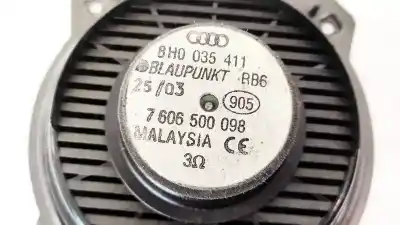 8H0 035 411
BLAUPUNKT RB6
25/03
905
7 606 500 098
MALAYSIA CE
3Ω